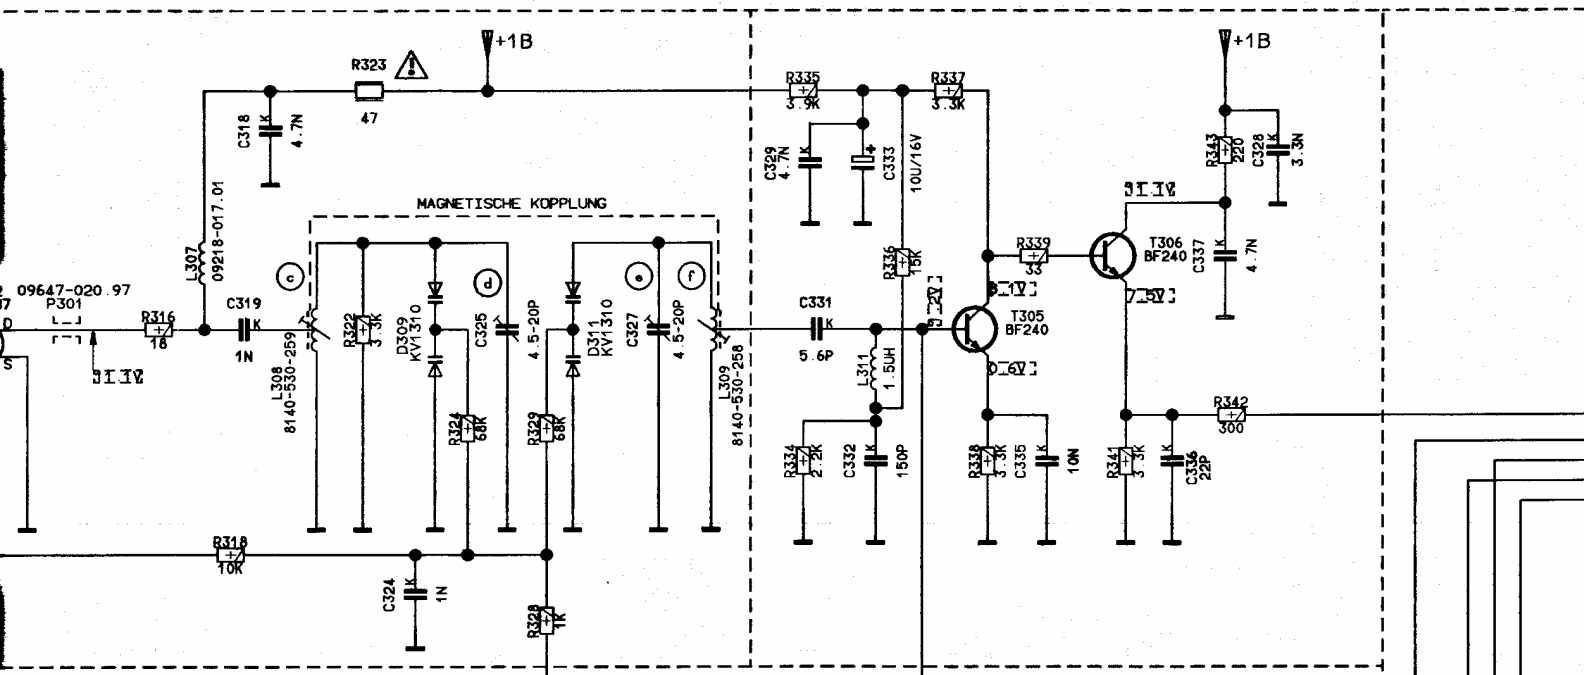 +1B
+1B
R323
47
C318
K
4.7N
R335
3.9K
R337
3.3K
C329
K
4.7N
+
C333
10U/16V
R343
220
C328
K
3.3N
L307
09218-017.01
MAGNETISCHE KOPPLUNG
R336
15K
R339
33
T306
BF240
C337
K
4.7N
7.5V
09647-020.97
P301
D
S
R316
18
C319
K
1N
c
L308
8140-530-259
R322
3.3K
D309
KV1310
d
C325
4.5-20P
D311
KV1310
e
C327
4.5-20P
f
L309
8140-530-258
C331
K
5.6P
L311
1.5UH
T305
BF240
0.6V
R324
68K
R329
68K
R334
2.2K
C332
K
150P
R338
3.3K
C335
K
10N
R341
3.3K
C336
K
22P
R342
300
R318
10K
C324
K
1N
R328
1K